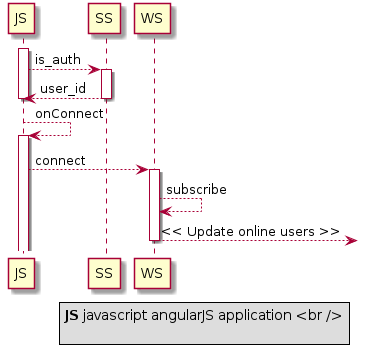 JS SS WS
is_auth
user_id
onConnect
connect
subscribe
<< Update online users >>
JS SS WS
JS javascript angularJS application <br />